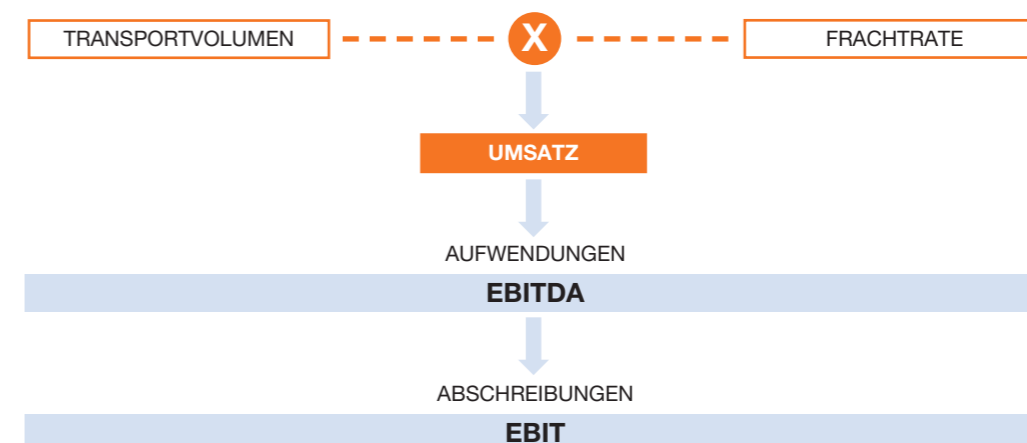 TRANSPORTVOLUMEN X FRACHTRATE
UMSATZ
AUFWENDUNGEN
EBITDA
ABSCHREIBUNGEN
EBIT